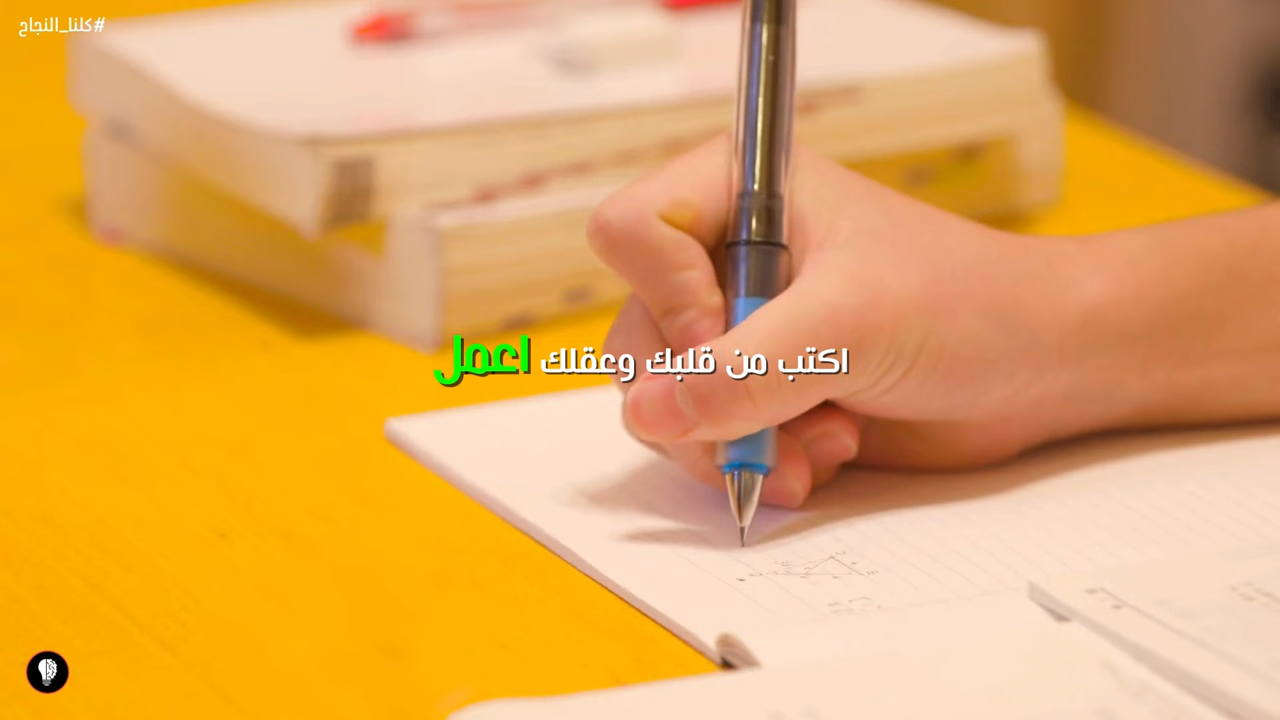 #كلنا_النجاح
اكتب من قلبك وعقلك اعمل